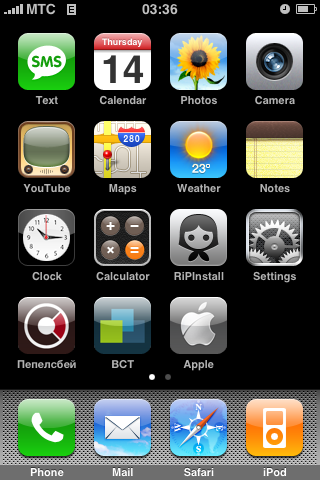 MTC E 03:36
SMS
Thursday
14
280
23°
Text Calendar Photos Camera
YouTube Maps Weather Notes
Clock Calculator RiPInstall Settings
Пепелсбей ВСТ Apple
Phone Mail Safari iPod